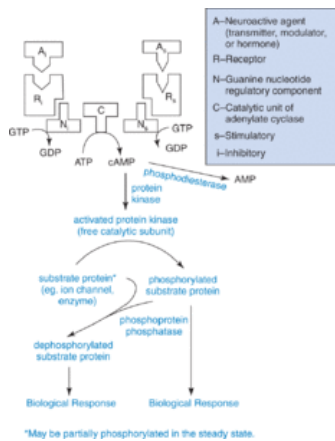 A–Neuroactive agent
(transmitter, modulator,
or hormone)
R–Receptor
N–Guanine nucleotide
regulatory component
C–Catalytic unit of
adenylate cyclase
s–Stimulatory
i–Inhibitory
Ai
As
Ri
Rs
C
Ni
Ns
GTP
GTP
GDP
GDP
ATP
cAMP
phosphodiesterase
AMP
protein
kinase
activated protein kinase
(free catalytic subunit)
substrate protein*
(eg. ion channel,
enzyme)
phosphorylated
substrate protein
phosphoprotein
phosphatase
dephosphorylated
substrate protein
Biological Response
Biological Response
*May be partially phosphorylated in the steady state.